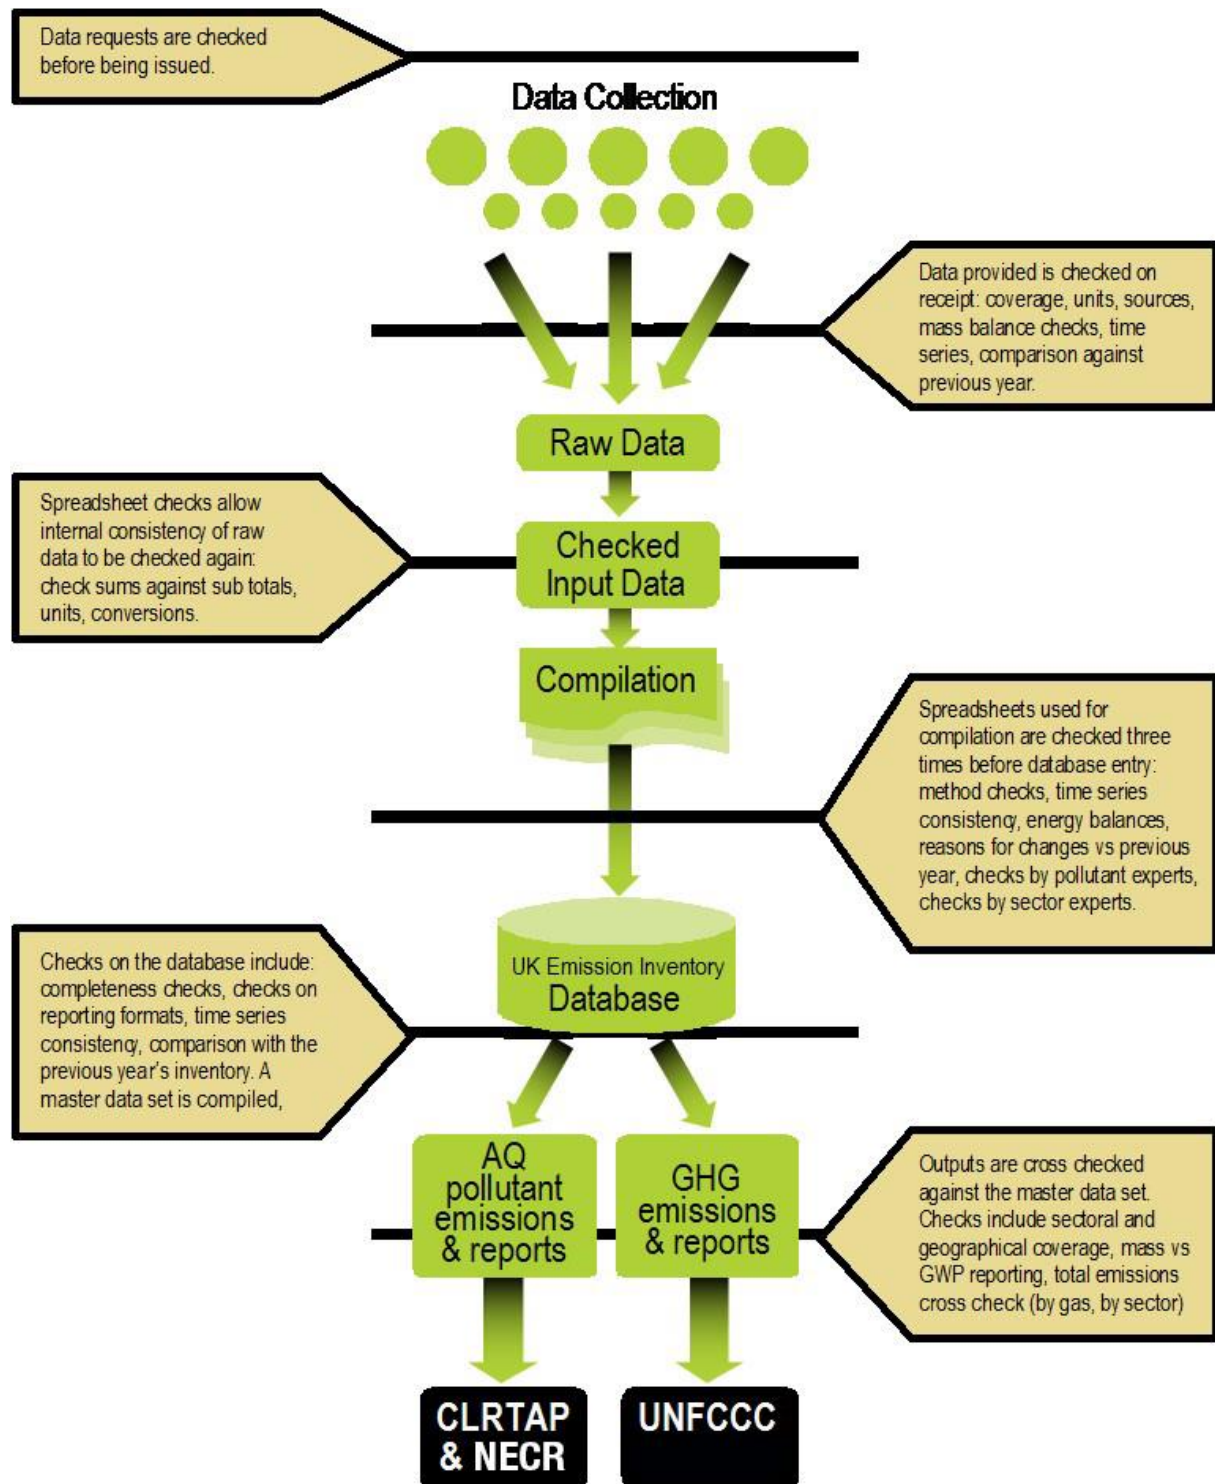 Data requests are checked
before being issued.
Data Collection
Data provided is checked on
receipt: coverage, units, sources,
mass balance checks, time
series, comparison against
previous year.
Raw Data
Spreadsheet checks allow
internal consistency of raw
data to be checked again:
check sums against sub totals,
units, conversions.
Checked
Input Data
Compilation
Spreadsheets used for
compilation are checked three
times before database entry:
method checks, time series
consistency, energy balances,
reasons for changes vs previous
year, checks by pollutant experts,
checks by sector experts.
UK Emission Inventory
Database
Checks on the database include:
completeness checks, checks on
reporting formats, time series
consistency, comparison with the
previous year's inventory. A
master data set is compiled,
AQ
pollutant
emissions
& reports
GHG
emissions
& reports
Outputs are cross checked
against the master data set.
Checks include sectoral and
geographical coverage, mass vs
GWP reporting, total emissions
cross check (by gas, by sector)
CLRTAP
& NECR
UNFCCC